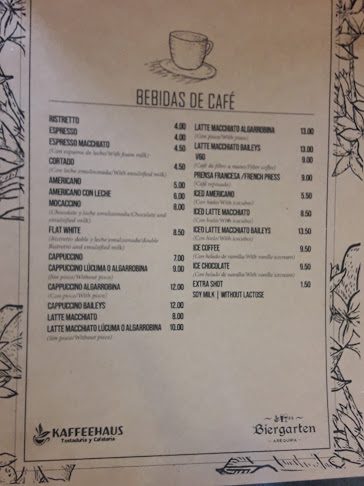 BEBIDAS DE CAFÉ
RISTRETTO 4.00
ESPRESSO 4.00
ESPRESSO MACCHIATO 4.50
(Con espuma de leche/With foam milk)
CORTADO 4.50
(Con leche emulsionada/With emulsified milk)
AMERICANO 5.00
AMERICANO CON LECHE 6.00
MOCACCINO 8.00
(Chocolate y leche emulsionada/Chocolate and
emulsified milk)
FLAT WHITE 8.50
(Ristretto doble y leche emulsionada/double
Ristretto and emulsified milk)
CAPPUCCINO 7.00
CAPPUCCINO LÚCUMA O ALGARROBINA 9.00
(Sin pisco/Without pisco)
CAPPUCCINO ALGARROBINA 12.00
(Con pisco/With pisco)
CAPPUCCINO BAILEYS 12.00
LATTE MACCHIATO 8.00
LATTE MACCHIATO LÚCUMA O ALGARROBINA 10.00
(Sin pisco/Without pisco)
LATTE MACCHIATO ALGARROBINA 13.00
(Con pisco/With pisco)
LATTE MACCHIATO BAILEYS 13.00
V60 9.00
(Café de filtro a mano/Filter coffee)
PRENSA FRANCESA /FRENCH PRESS 9.00
(Café reposado)
ICED AMERICANO 5.50
(Con hielo/With icecubes)
ICED LATTE MACCHIATO 8.50
(Con hielo/With icecubes)
ICED LATTE MACCHIATO BAILEYS 13.50
(Con hielo/With icecubes)
ICE COFFEE 9.50
(Con helado de vainilla/With vanilla icecream)
ICE CHOCOLATE 9.50
(Con helado de vainilla/With vanilla icecream)
EXTRA SHOT 1.50
SOY MILK | WITHOUT LACTOSE
KAFFEEHAUS
Tostaduría y Cafetería
Biergarten
AREQUIPA